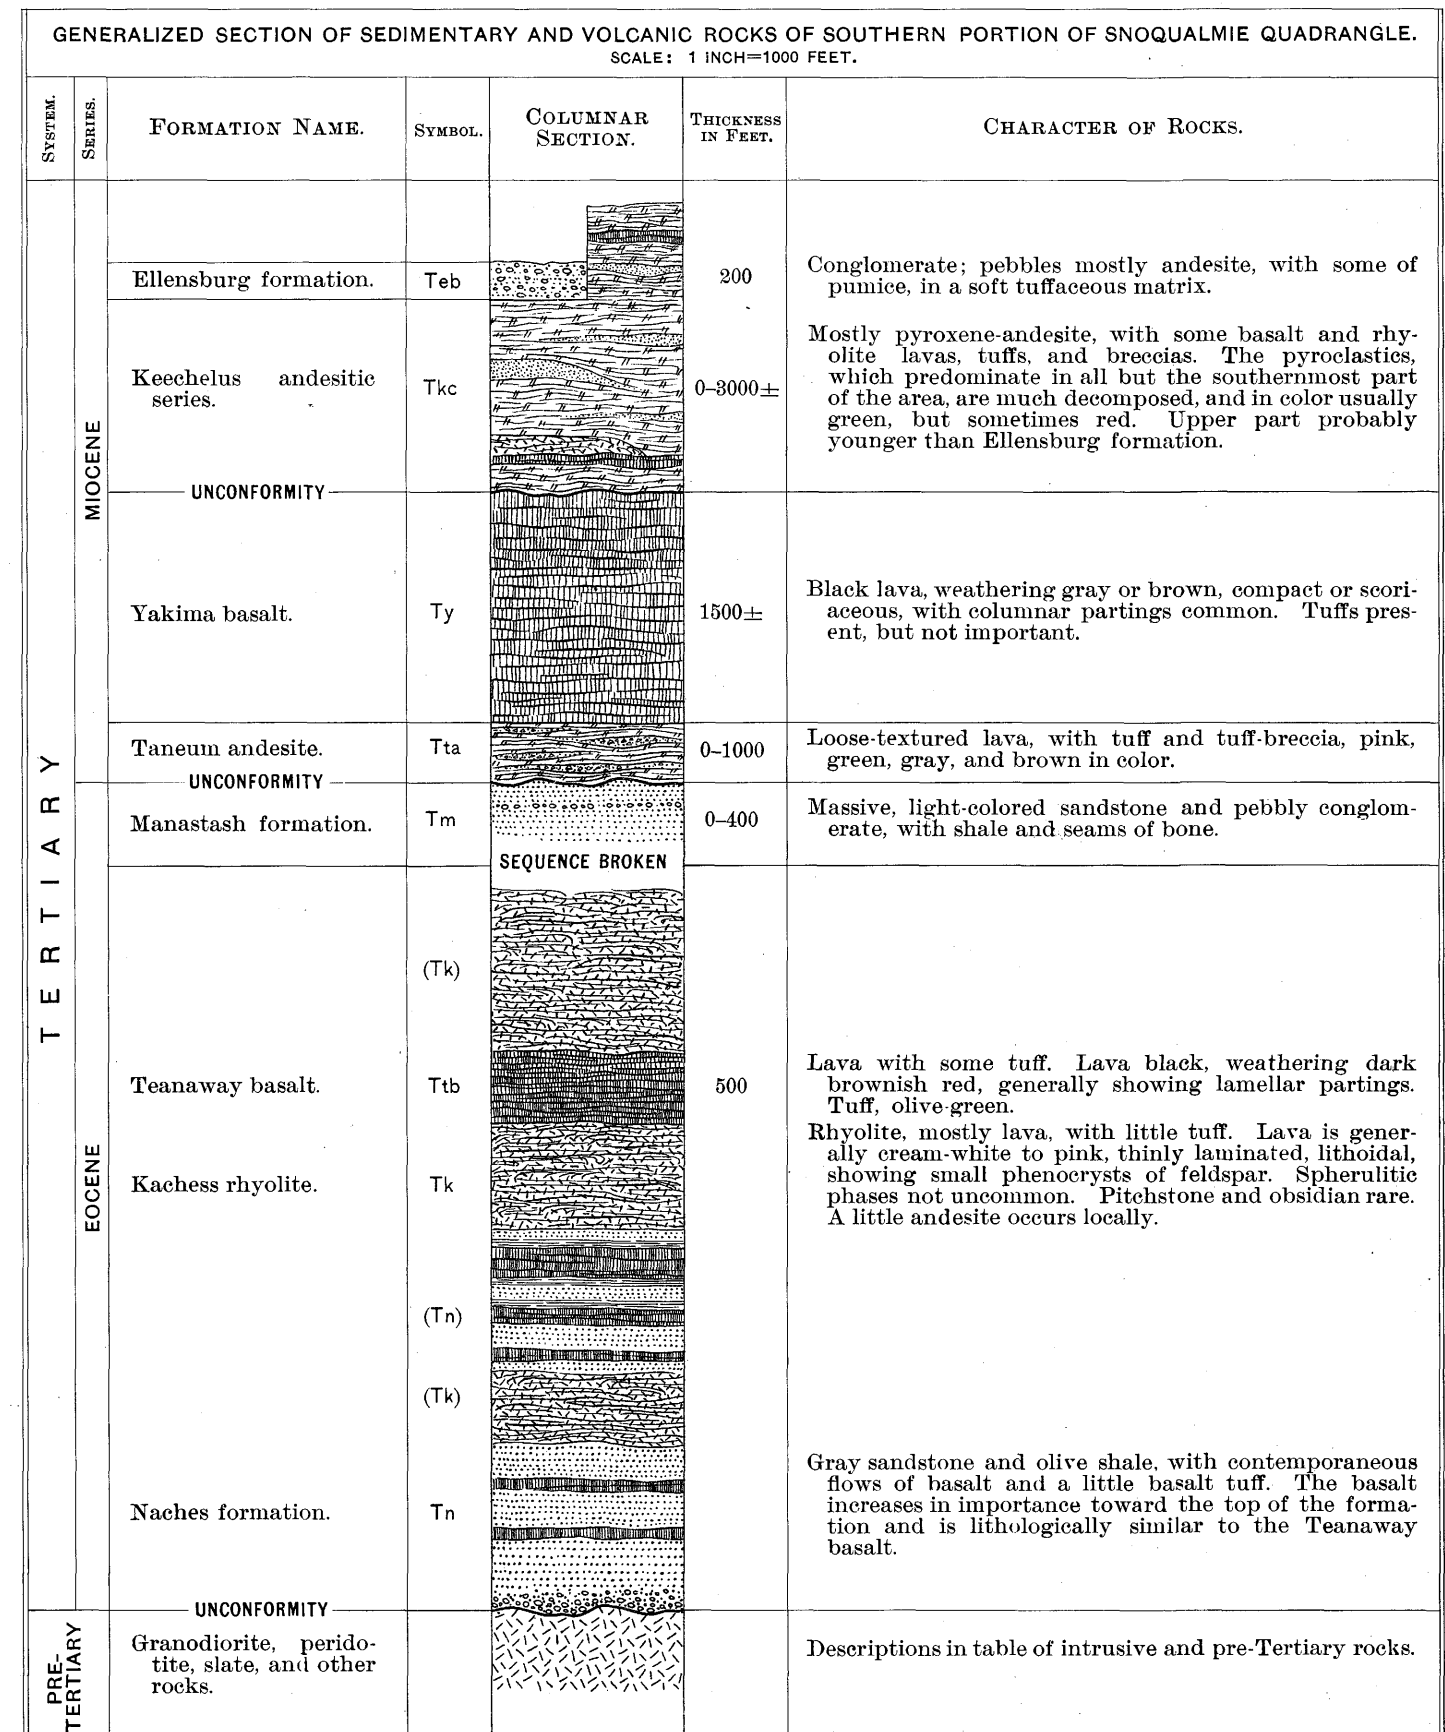 GENERALIZED SECTION OF SEDIMENTARY AND VOLCANIC ROCKS OF SOUTHERN PORTION OF SNOQUALMIE QUADRANGLE.
SCALE: 1 INCH=1000 FEET.
SYSTEM.
SERIES.
FORMATION NAME.
SYMBOL.
COLUMNAR
SECTION.
THICKNESS
IN FEET.
CHARACTER OF ROCKS.
TERTIARY
MIOCENE
Ellensburg formation.
Teb
200
Conglomerate; pebbles mostly andesite, with some of
pumice, in a soft tuffaceous matrix.
Keechelus andesitic
series.
Tkc
0–3000±
Mostly pyroxene-andesite, with some basalt and rhy-
olite lavas, tuffs, and breccias. The pyroclastics,
which predominate in all but the southernmost part
of the area, are much decomposed, and in color usually
green, but sometimes red. Upper part probably
younger than Ellensburg formation.
UNCONFORMITY
Yakima basalt.
Ty
1500±
Black lava, weathering gray or brown, compact or scori-
aceous, with columnar partings common. Tuffs pres-
ent, but not important.
Taneum andesite.
Tta
0–1000
Loose-textured lava, with tuff and tuff-breccia, pink,
green, gray, and brown in color.
UNCONFORMITY
EOCENE
Manastash formation.
Tm
0–400
Massive, light-colored sandstone and pebbly conglom-
erate, with shale and seams of bone.
SEQUENCE BROKEN
(Tk)
Teanaway basalt.
Ttb
500
Lava with some tuff. Lava black, weathering dark
brownish red, generally showing lamellar partings.
Tuff, olive-green.
Kachess rhyolite.
Tk
Rhyolite, mostly lava, with little tuff. Lava is gener-
ally cream-white to pink, thinly laminated, lithoidal,
showing small phenocrysts of feldspar. Spherulitic
phases not uncommon. Pitchstone and obsidian rare.
A little andesite occurs locally.
(Tn)
(Tk)
Naches formation.
Tn
Gray sandstone and olive shale, with contemporaneous
flows of basalt and a little basalt tuff. The basalt
increases in importance toward the top of the forma-
tion and is lithologically similar to the Teanaway
basalt.
UNCONFORMITY
PRE-
TERTIARY
Granodiorite, perido-
tite, slate, and other
rocks.
Descriptions in table of intrusive and pre-Tertiary rocks.